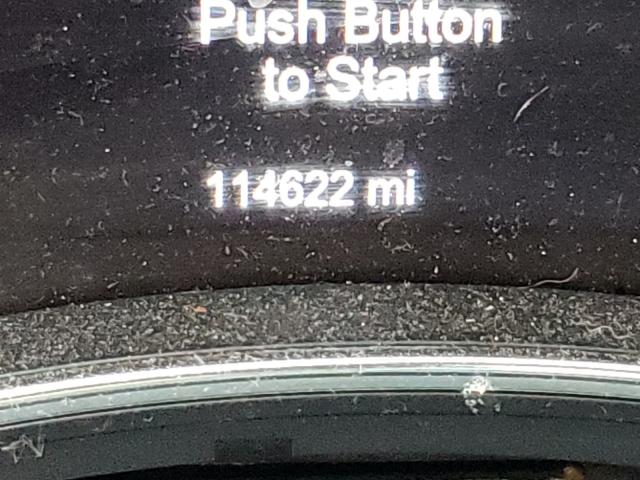 Push Button
to Start
114622 mi